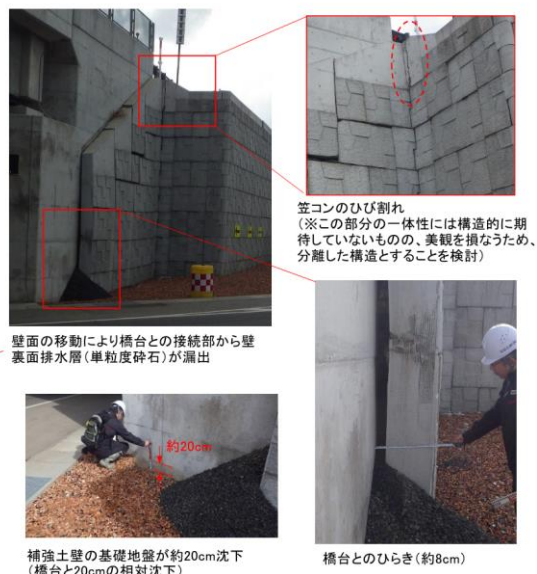 笠コンのひび割れ
(※この部分の一体性には構造的に期
待していないものの、美観を損なうため、
分離した構造とすることを検討)
壁面の移動により橋台との接続部から壁
裏面排水層(単粒度砕石)が漏出
約20cm
補強土壁の基礎地盤が約20cm沈下
(橋台と20cmの相対沈下)
橋台とのひらき(約8cm)